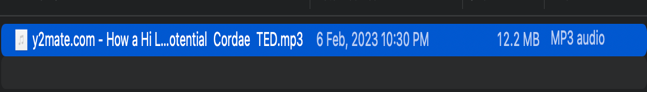 y2mate.com - How a Hi L...otential Cordae TED.mp3 6 Feb, 2023 10:30 PM 12.2 MB MP3 audio